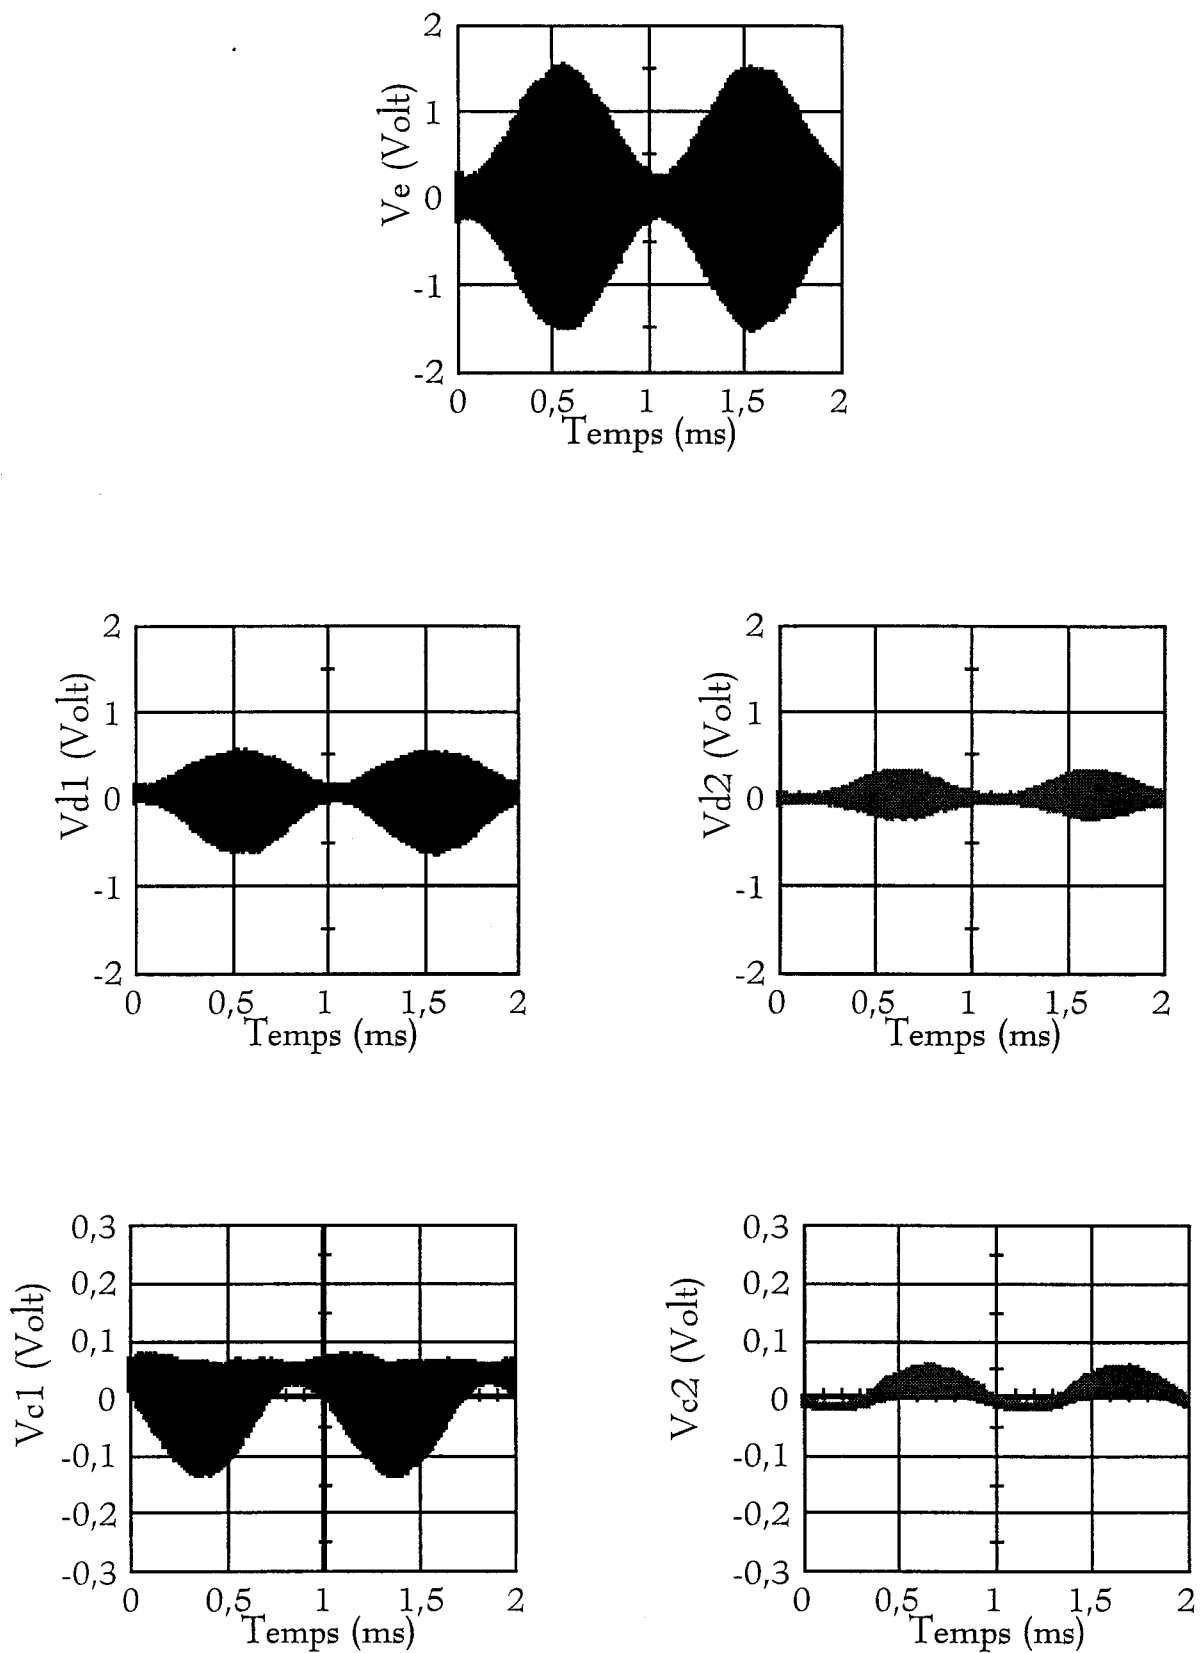 2
1
0
-1
-2
Ve (Volt)
0 0,5 1 1,5 2
Temps (ms)
2
1
0
-1
-2
Vd1 (Volt)
0 0,5 1 1,5 2
Temps (ms)
2
1
0
-1
-2
Vd2 (Volt)
0 0,5 1 1,5 2
Temps (ms)
0,3
0,2
0,1
0
-0,1
-0,2
-0,3
Vc1 (Volt)
0 0,5 1 1,5 2
Temps (ms)
0,3
0,2
0,1
0
-0,1
-0,2
-0,3
Vc2 (Volt)
0 0,5 1 1,5 2
Temps (ms)